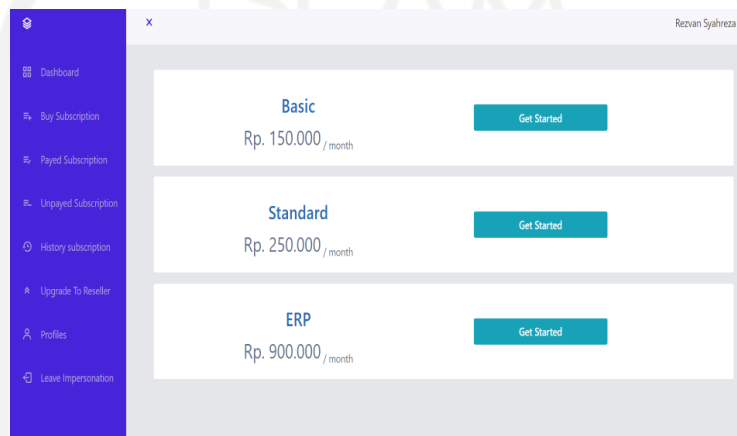 x
Rezvan Syahreza
Dashboard
Buy Subscription
Payed Subscription
Unpayed Subscription
History subscription
Upgrade To Reseller
Profiles
Leave Impersonation
Basic
Rp. 150.000 / month
Get Started
Standard
Rp. 250.000 / month
Get Started
ERP
Rp. 900.000 / month
Get Started